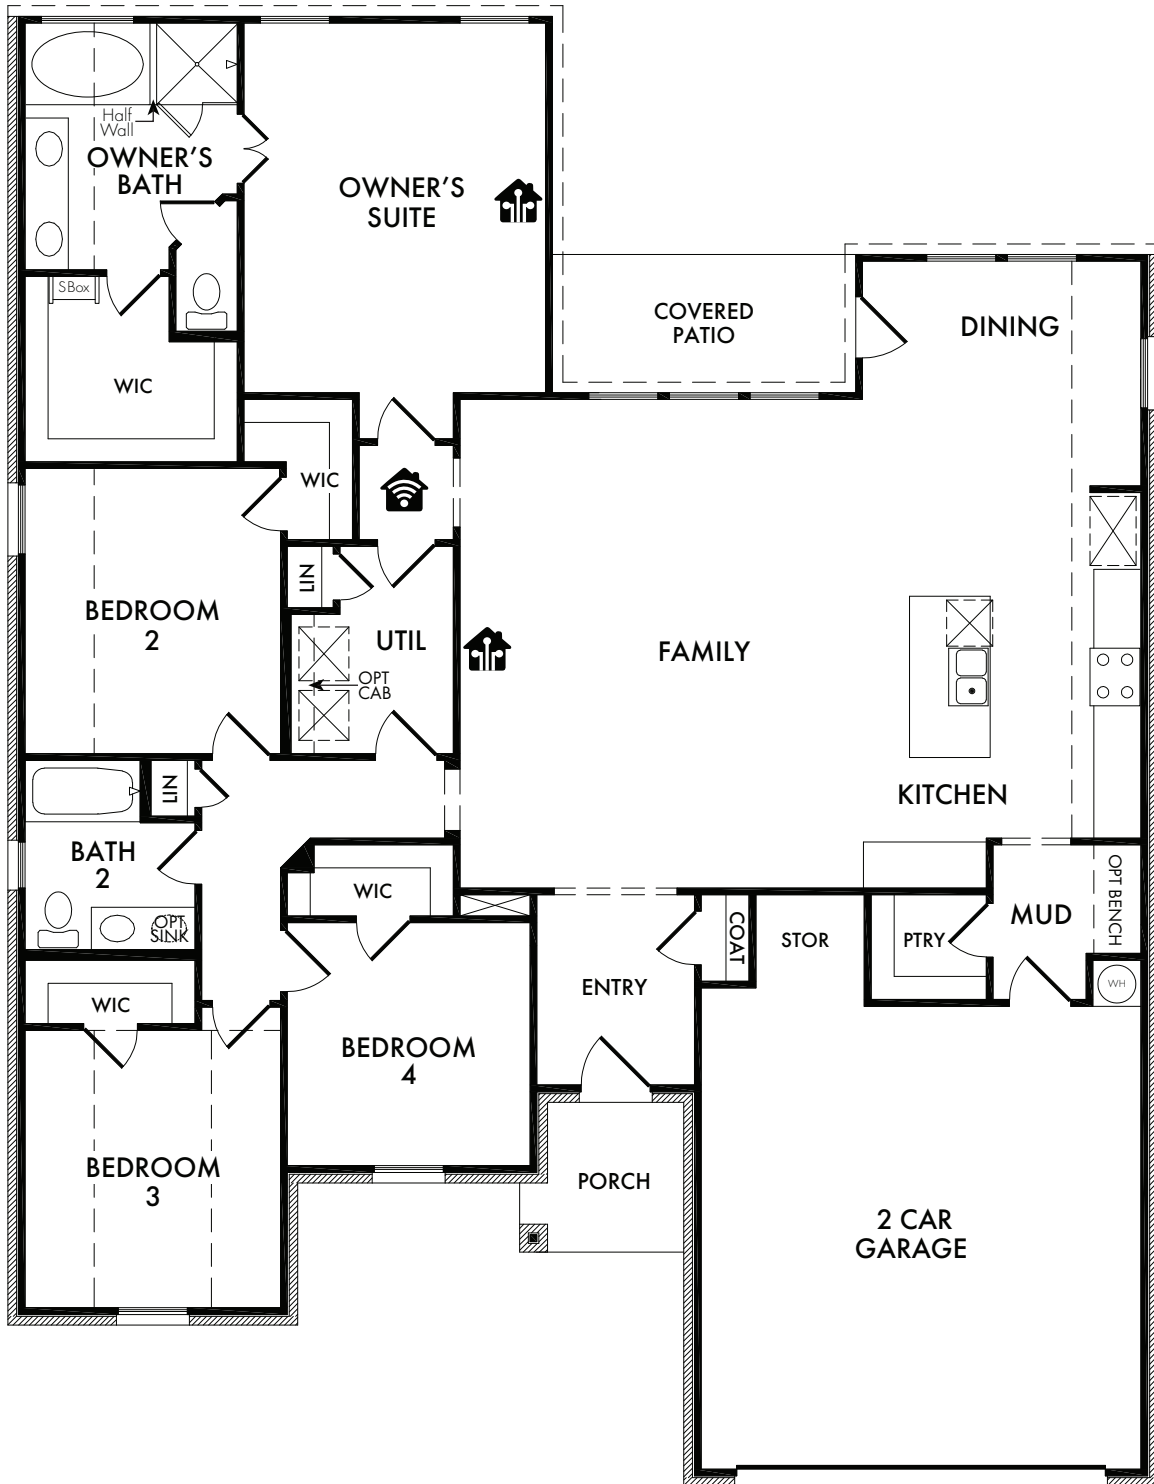 Half
Wall
OWNER'S
BATH
OWNER'S
SUITE
SBox
COVERED
PATIO
DINING
WIC
WIC
LIN
BEDROOM
2
UTIL
FAMILY
OPT
CAB
LIN
KITCHEN
BATH
2
WIC
OPT BENCH
MUD
OPT
SINK
COAT
STOR
PTRY
WIC
ENTRY
WH
BEDROOM
4
BEDROOM
3
PORCH
2 CAR
GARAGE